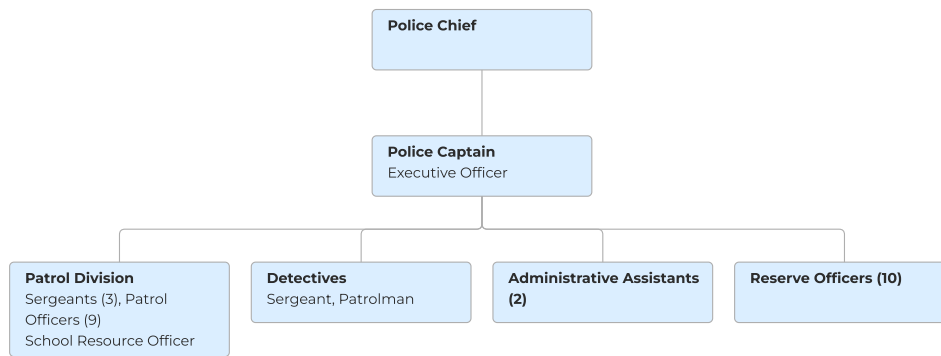 Police Chief
Police Captain
Executive Officer
Patrol Division
Sergeants (3), Patrol
Officers (9)
School Resource Officer
Detectives
Sergeant, Patrolman
Administrative Assistants
(2)
Reserve Officers (10)